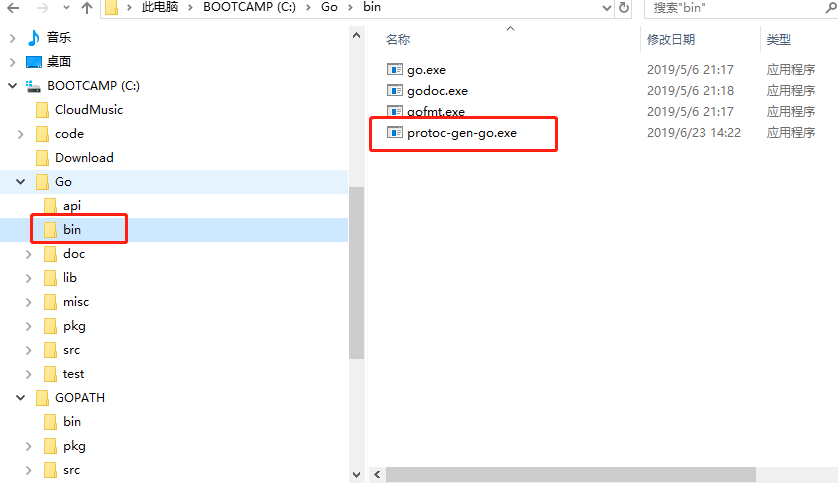 此电脑 › BOOTCAMP (C:) › Go › bin
搜索"bin"
音乐
桌面
BOOTCAMP (C:)
CloudMusic
code
Download
Go
api
bin
doc
lib
misc
pkg
src
test
GOPATH
bin
pkg
src
名称 修改日期 类型
go.exe 2019/5/6 21:17 应用程序
godoc.exe 2019/5/6 21:18 应用程序
gofmt.exe 2019/5/6 21:17 应用程序
protoc-gen-go.exe 2019/6/23 14:22 应用程序